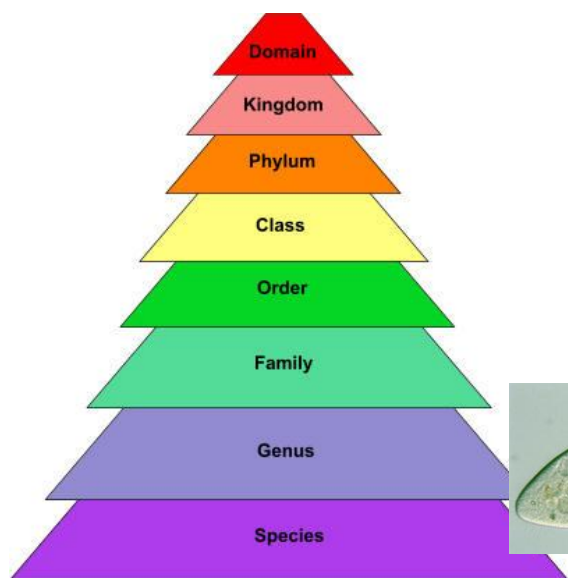 Domain
Kingdom
Phylum
Class
Order
Family
Genus
Species